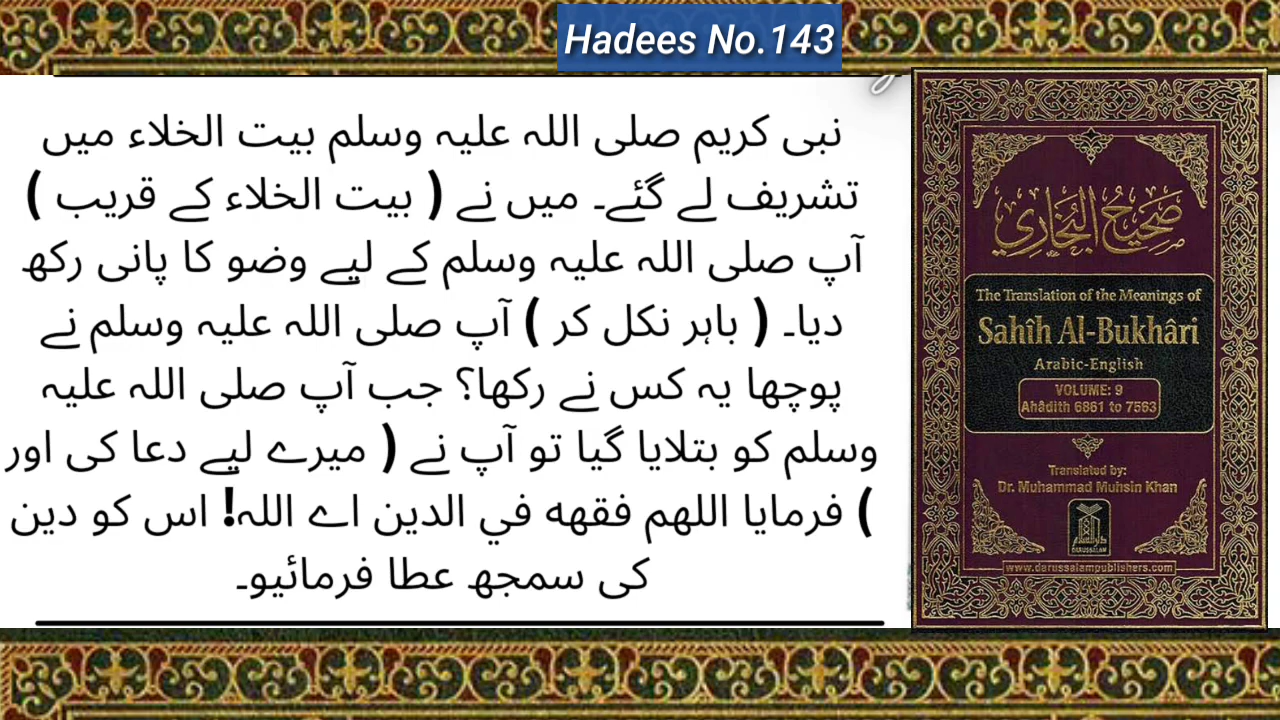 Hadees No.143
نبی کریم صلی اللہ علیہ وسلم بیت الخلاء میں
تشریف لے گئے۔ میں نے ( بیت الخلاء کے قریب )
آپ صلی اللہ علیہ وسلم کے لیے وضو کا پانی رکھ
دیا۔ ( باہر نکل کر ) آپ صلی اللہ علیہ وسلم نے
پوچھا یہ کس نے رکھا؟ جب آپ صلی اللہ علیہ
وسلم کو بتلایا گیا تو آپ نے ( میرے لیے دعا کی اور
) فرمایا اللهم فقهه في الدين اے اللہ! اس کو دین
کی سمجھ عطا فرمائیو۔
صَحِيحُ البُخَارِي
The Translation of the Meanings of
Sahîh Al-Bukhâri
Arabic-English
VOLUME: 9
Ahâdith 6861 to 7563
Translated by:
Dr. Muhammad Muhsin Khan
دارالسلام
DARUSSALAM
www.darussalampublishers.com